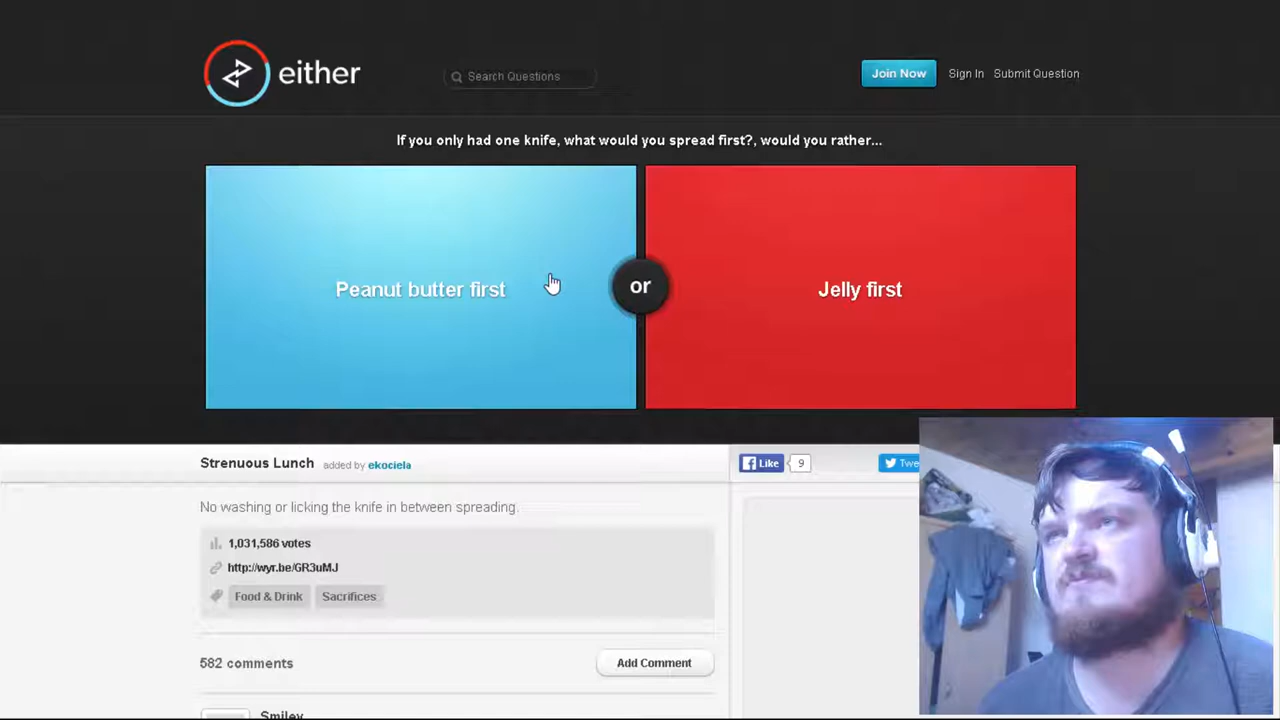 either
Search Questions
Join Now
Sign In
Submit Question
If you only had one knife, what would you spread first?, would you rather...
Peanut butter first
or
Jelly first
Strenuous Lunch added by ekociela
Like
9
Twe
No washing or licking the knife in between spreading.
1,031,586 votes
http://wyr.be/GR3uMJ
Food & Drink
Sacrifices
582 comments
Add Comment
Smiley